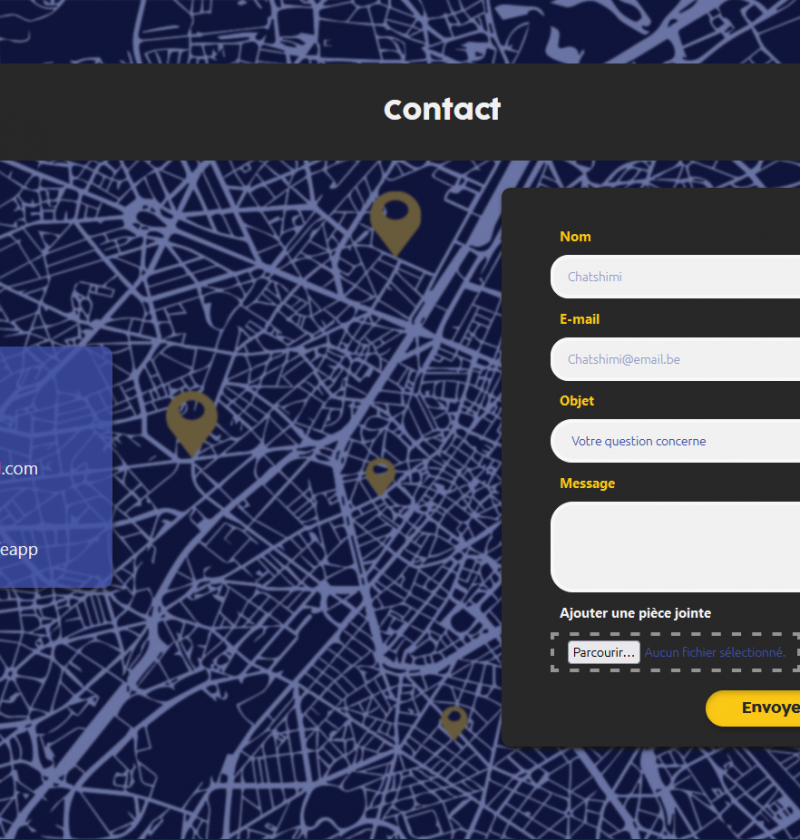 Contact
.com
eapp
Nom
Chatshimi
E-mail
Chatshimi@email.be
Objet
Votre question concerne
Message
Ajouter une pièce jointe
Parcourir... Aucun fichier sélectionné.
Envoye